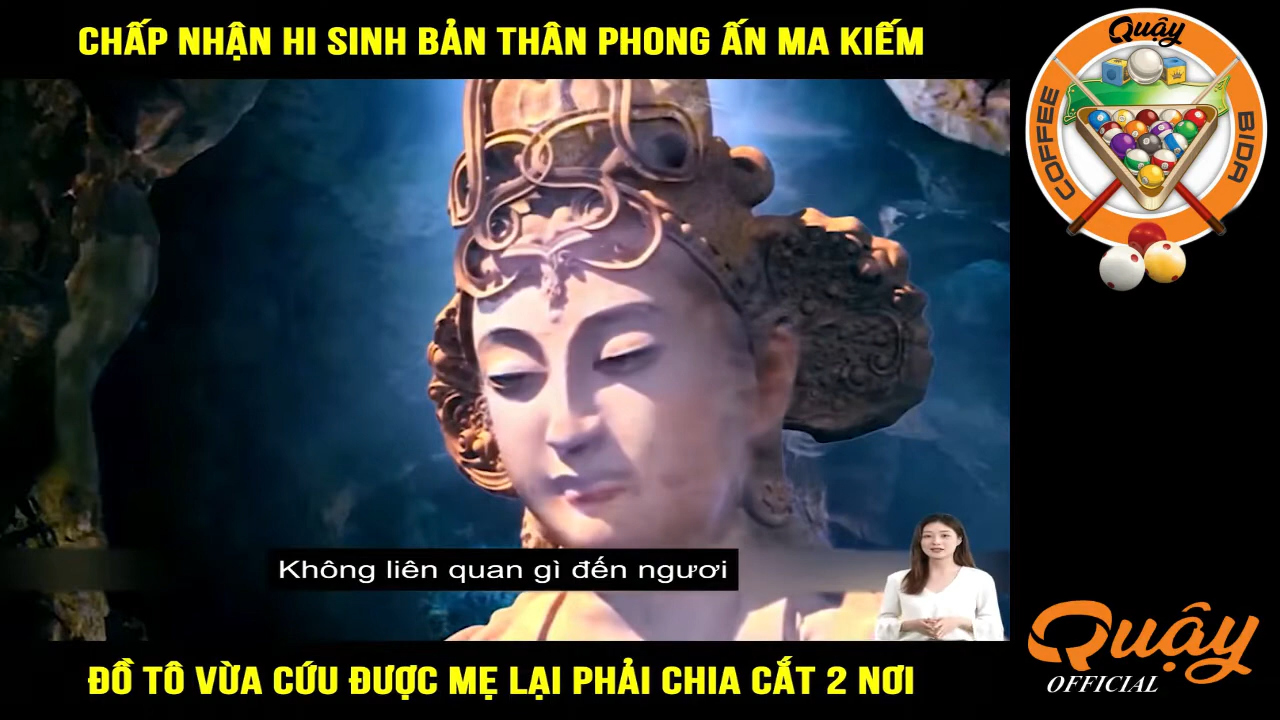 CHẤP NHẬN HI SINH BẢN THÂN PHONG ẤN MA KIẾM
Quậy
COFFEE
BIDA
Không liên quan gì đến ngươi
Quậy
OFFICIAL
ĐỒ TÔ VỪA CỨU ĐƯỢC MẸ LẠI PHẢI CHIA CẮT 2 NƠI